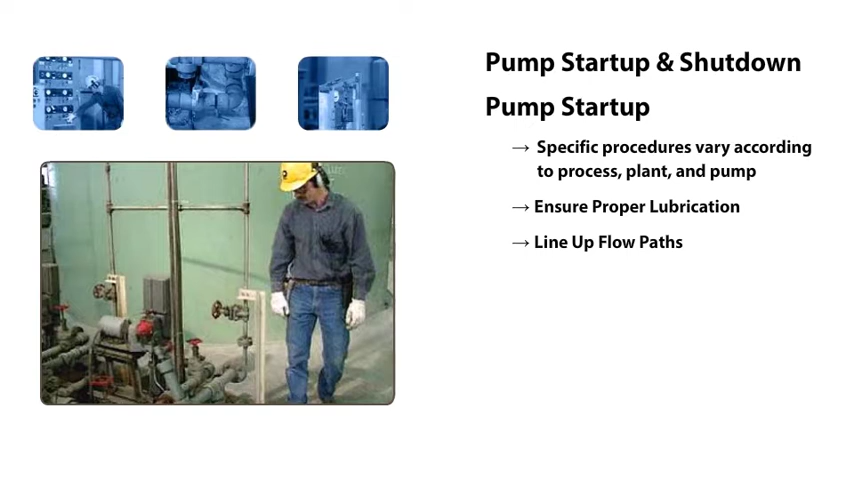 Pump Startup & Shutdown
Pump Startup
→ Specific procedures vary according
to process, plant, and pump
→ Ensure Proper Lubrication
→ Line Up Flow Paths